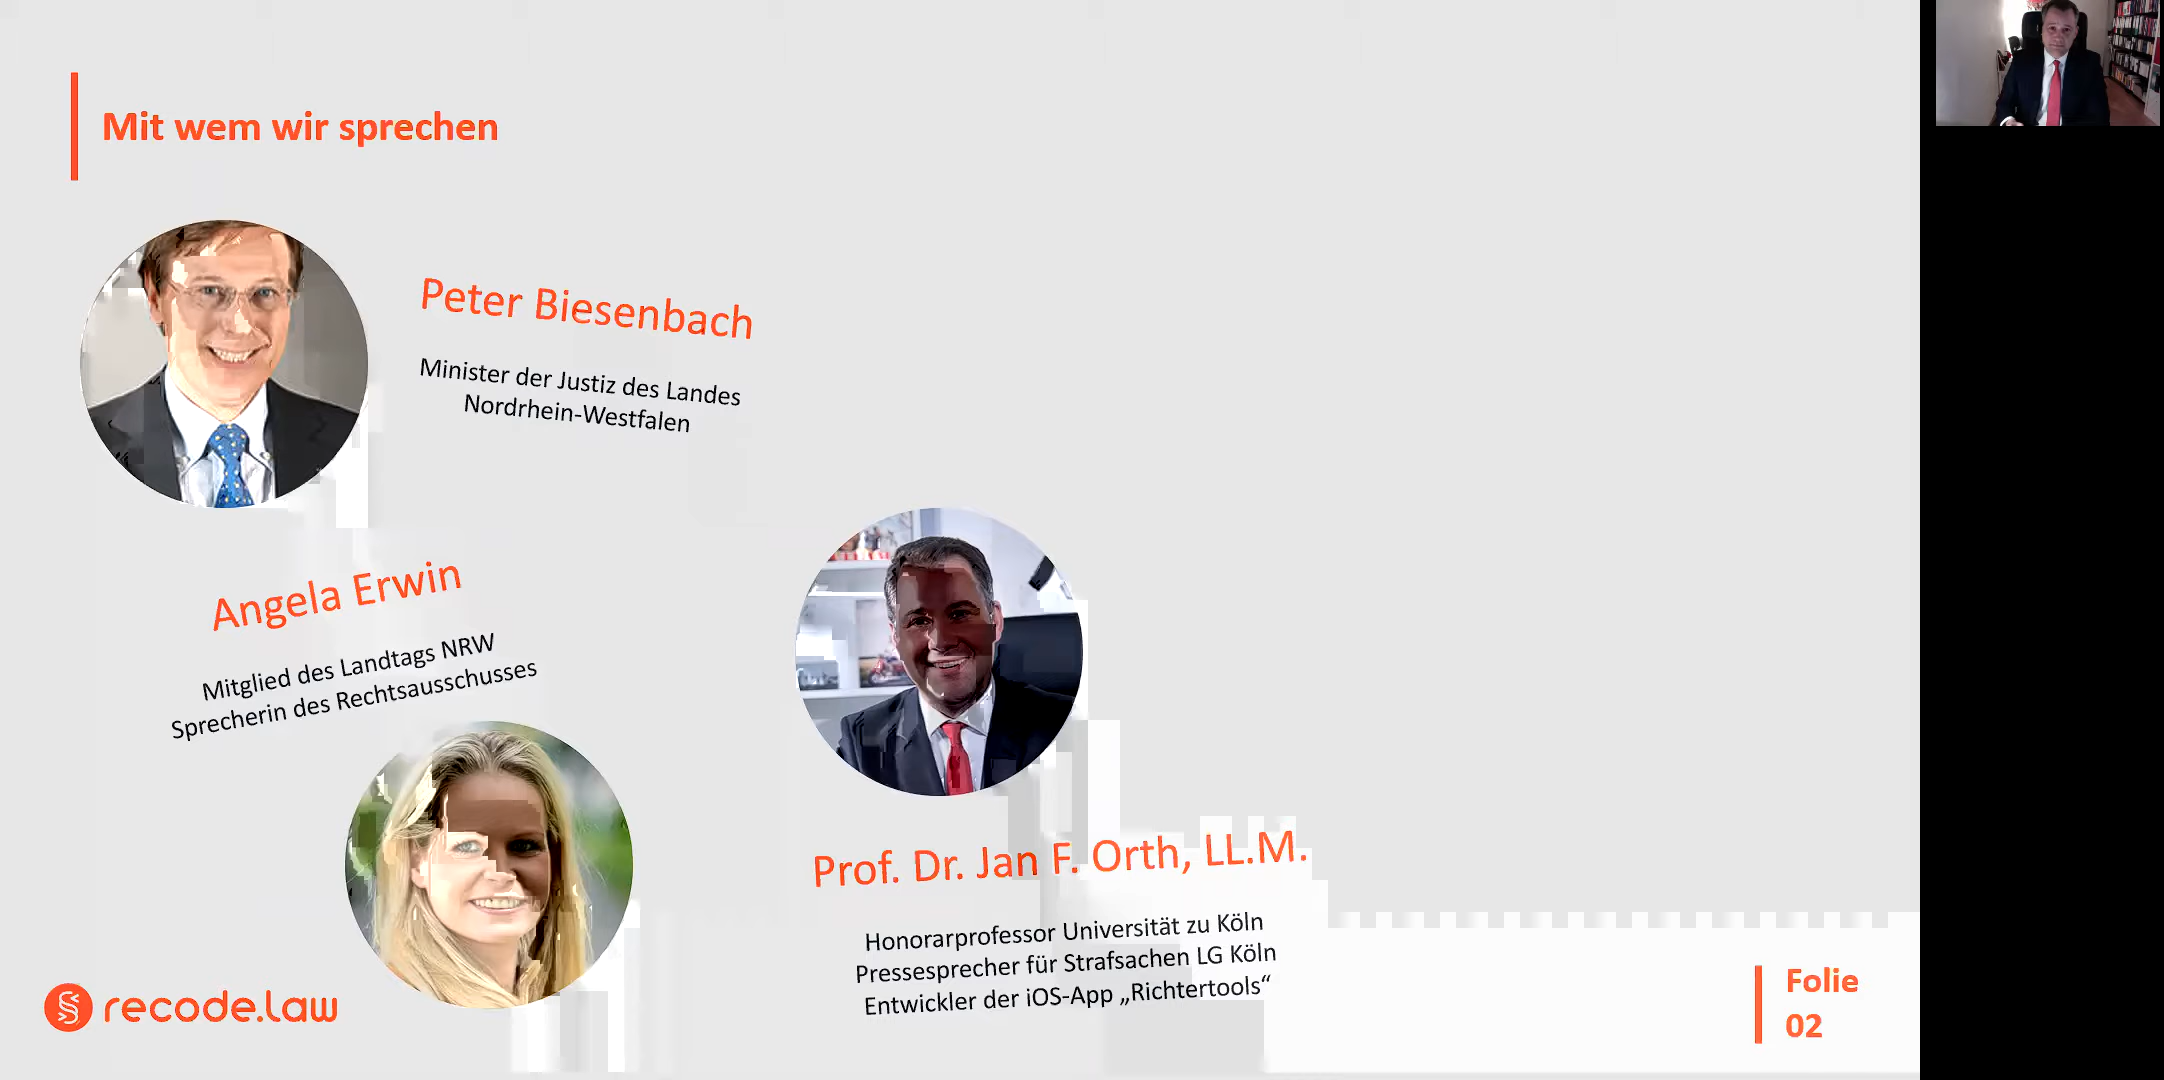 Mit wem wir sprechen
Peter Biesenbach
Minister der Justiz des Landes
Nordrhein-Westfalen
Angela Erwin
Mitglied des Landtags NRW
Sprecherin des Rechtsausschusses
Prof. Dr. Jan F. Orth, LL.M.
Honorarprofessor Universität zu Köln
Pressesprecher für Strafsachen LG Köln
Entwickler der iOS-App „Richtertools“
recode.law
Folie
02